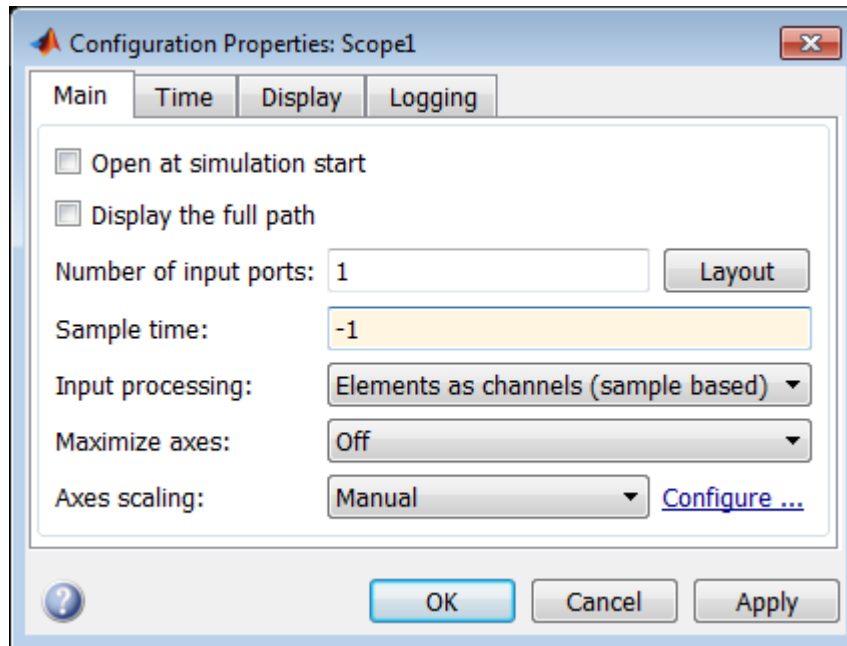 Configuration Properties: Scope1
Main Time Display Logging
Open at simulation start
Display the full path
Number of input ports: 1 Layout
Sample time: -1
Input processing: Elements as channels (sample based)
Maximize axes: Off
Axes scaling: Manual Configure ...
? OK Cancel Apply